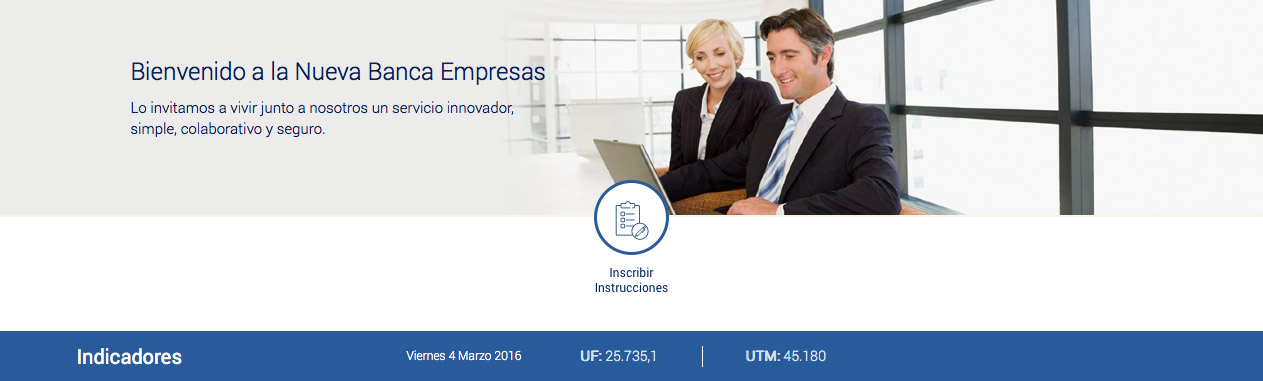 Bienvenido a la Nueva Banca Empresas
Lo invitamos a vivir junto a nosotros un servicio innovador,
simple, colaborativo y seguro.
Inscribir
Instrucciones
Indicadores
Viernes 4 Marzo 2016
UF: 25.735,1
UTM: 45.180